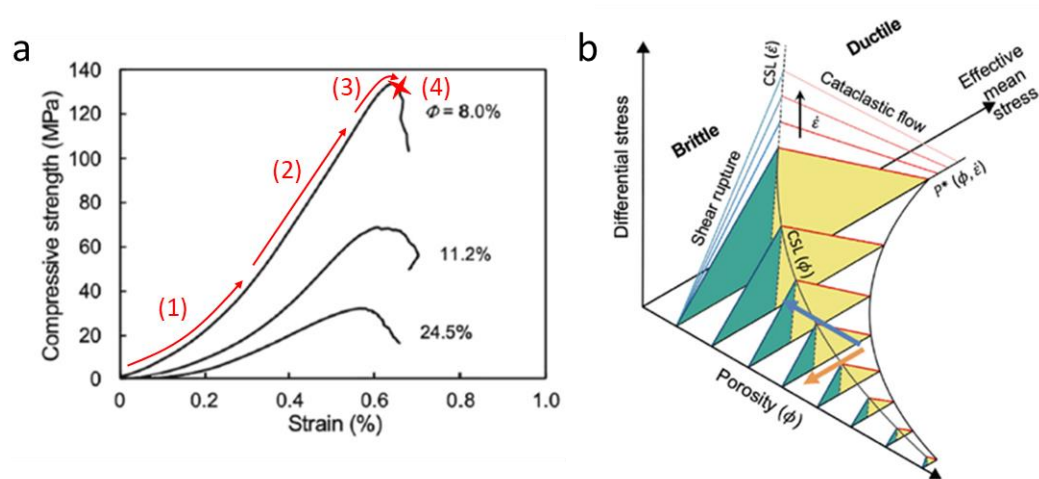 a
140
120
100
80
60
40
20
0
Compressive strength (MPa)
(1)
(2)
(3)
(4)
Φ = 8.0%
11.2%
24.5%
0
0.2
0.4
0.6
0.8
1.0
Strain (%)
b
Differential stress
Brittle
Ductile
CSL (ε̇)
Cataclastic flow
Effective
mean
stress
ε̇
Shear rupture
P* (ϕ, ε̇)
CSL (ϕ)
Porosity (ϕ)